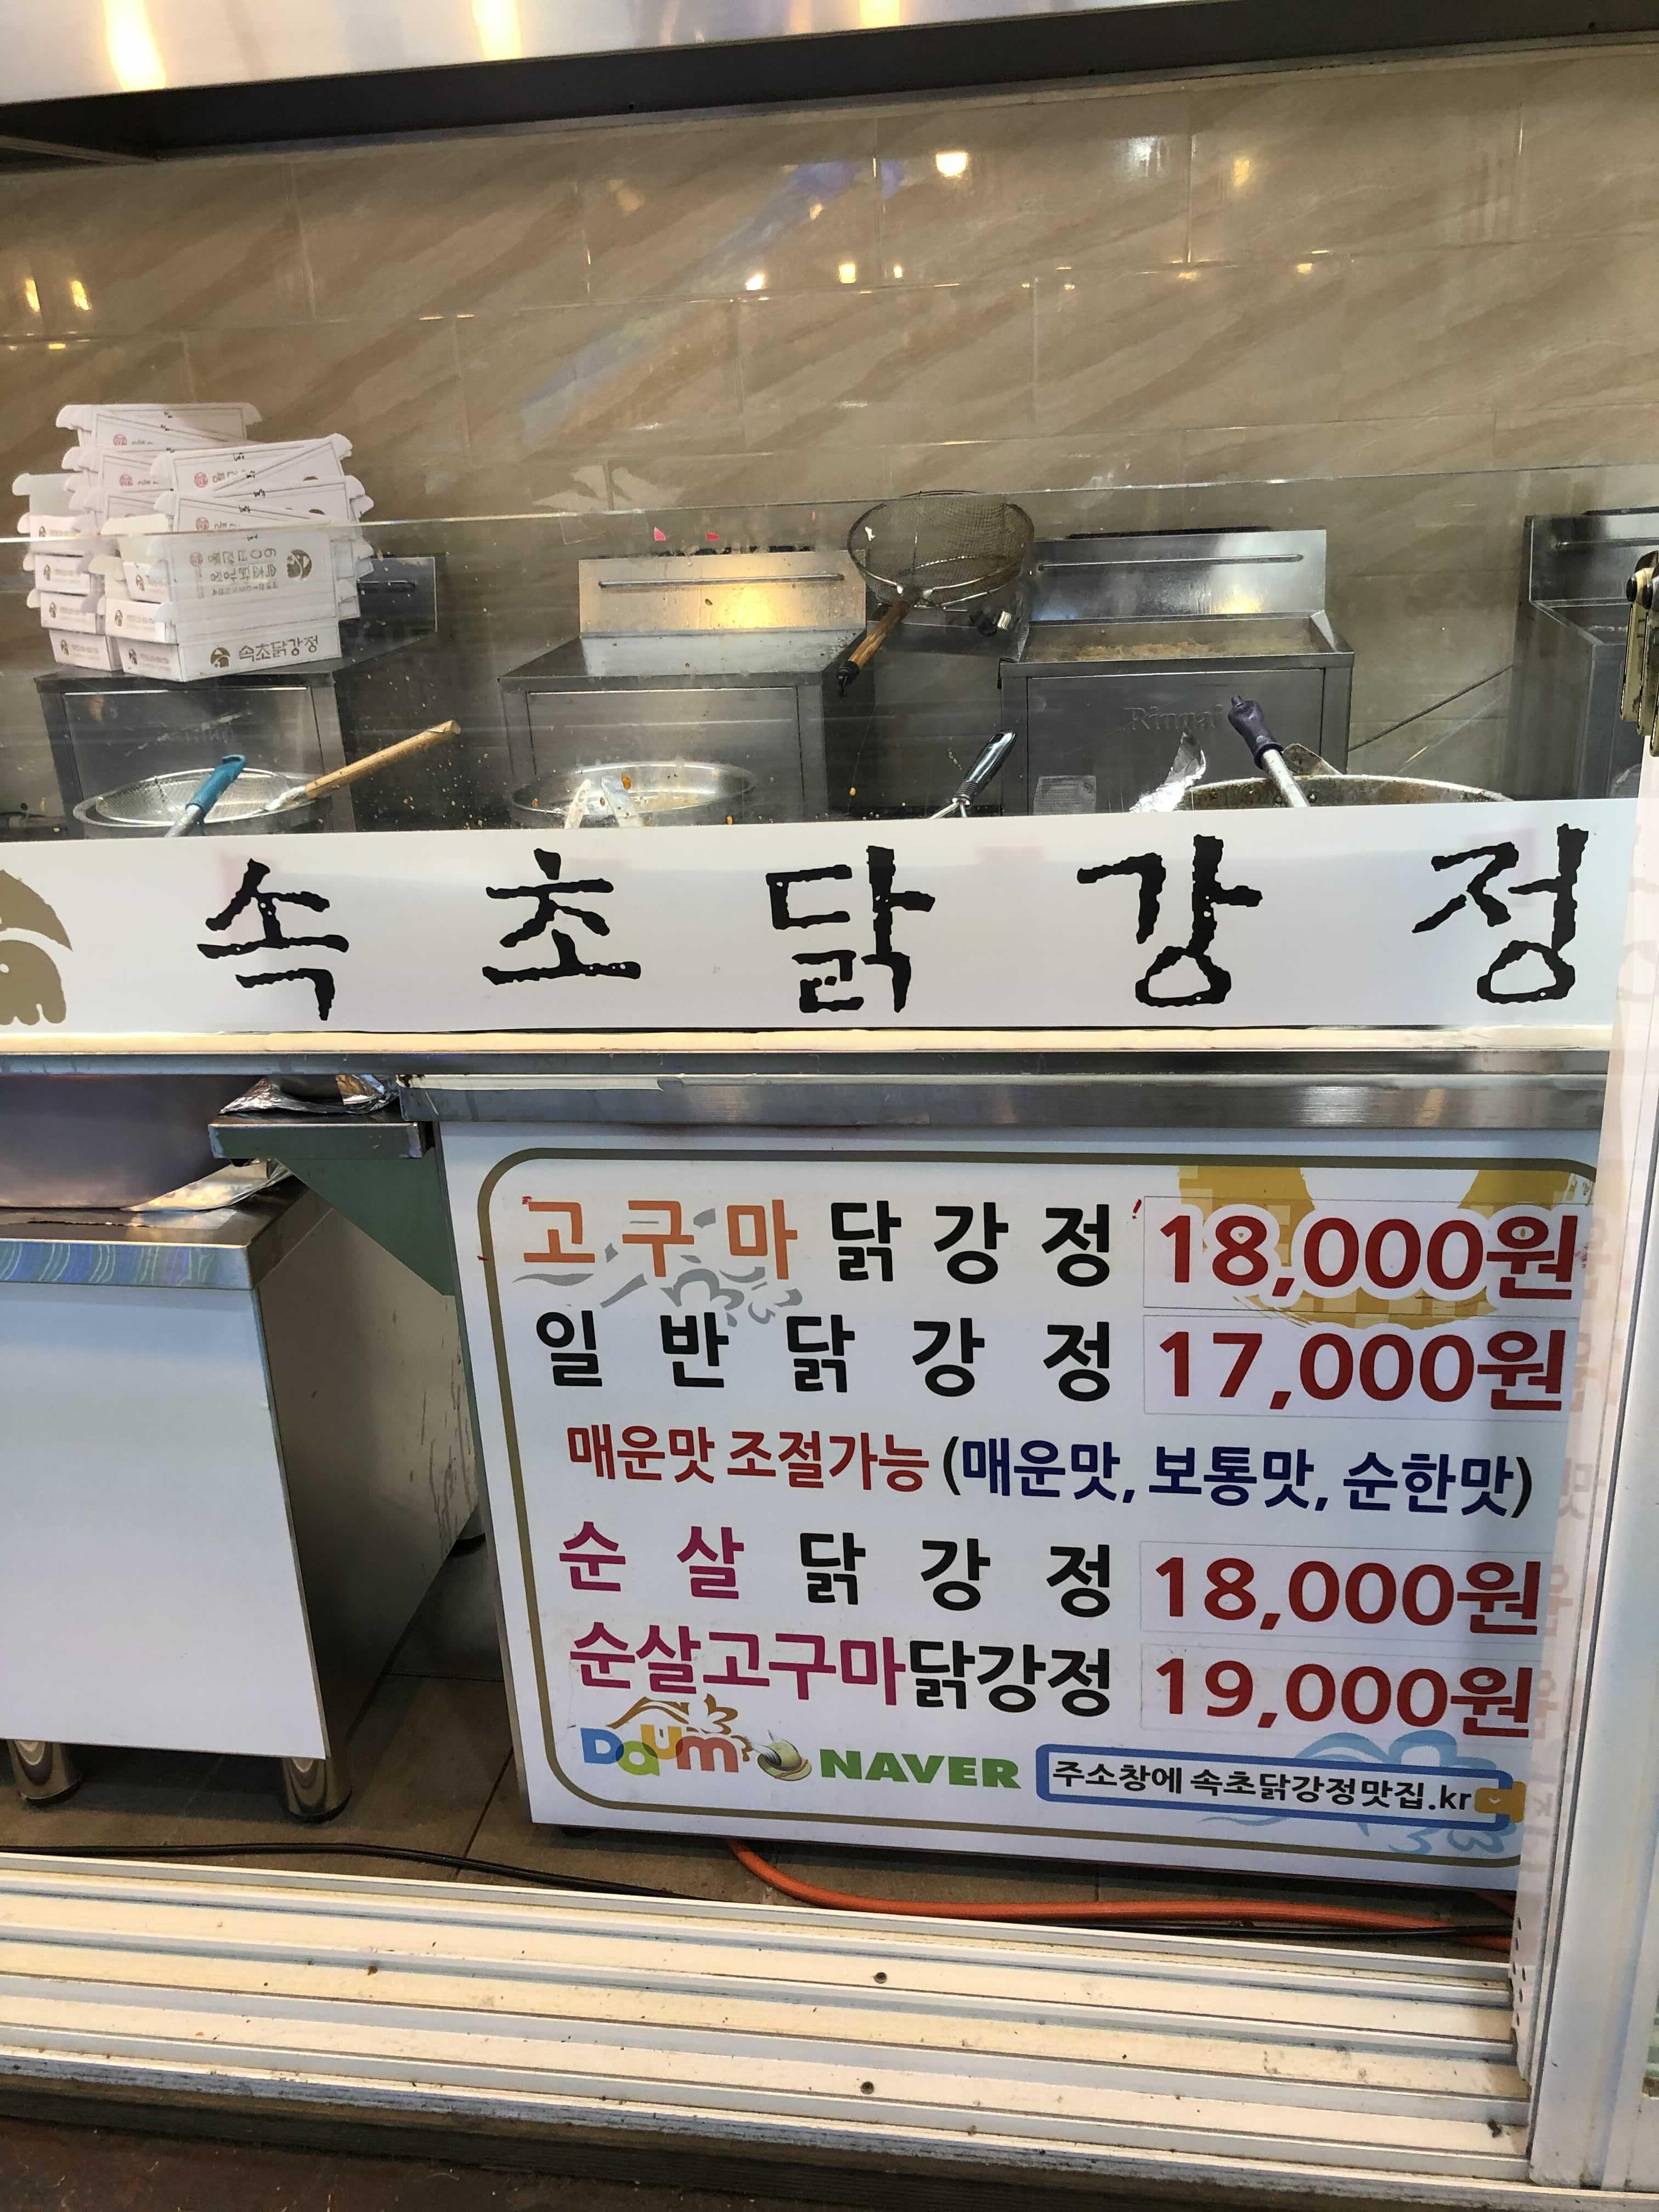 속초닭강정
Rinnai
속초닭강정
고구마 닭강정 18,000원
일반닭강정 17,000원
매운맛 조절가능 (매운맛, 보통맛, 순한맛)
순살닭강정 18,000원
순살고구마닭강정 19,000원
Daum NAVER 주소창에 속초닭강정맛집.kr